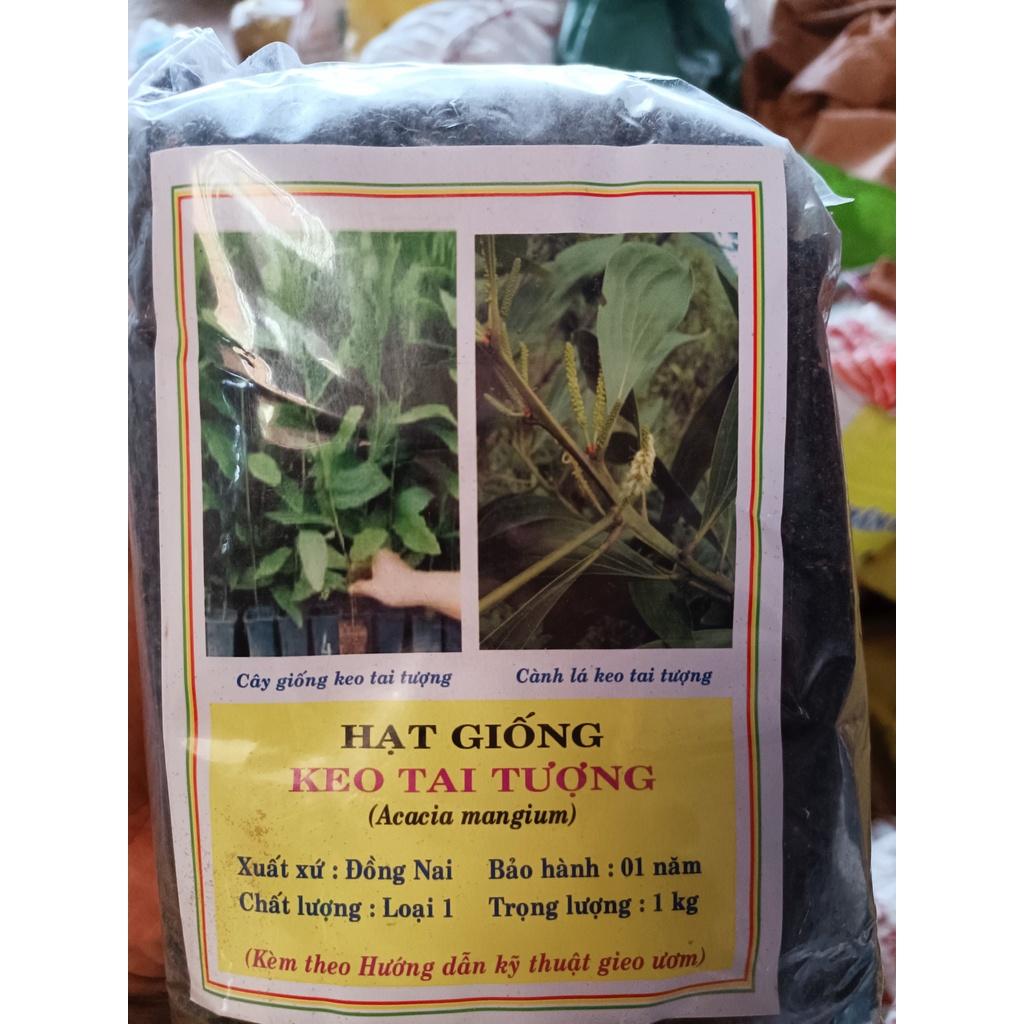 Cây giống keo tai tượng
Cành lá keo tai tượng
HẠT GIỐNG
KEO TAI TƯỢNG
(Acacia mangium)
Xuất xứ : Đồng Nai Bảo hành : 01 năm
Chất lượng : Loại 1 Trọng lượng : 1 kg
(Kèm theo Hướng dẫn kỹ thuật gieo ươm)